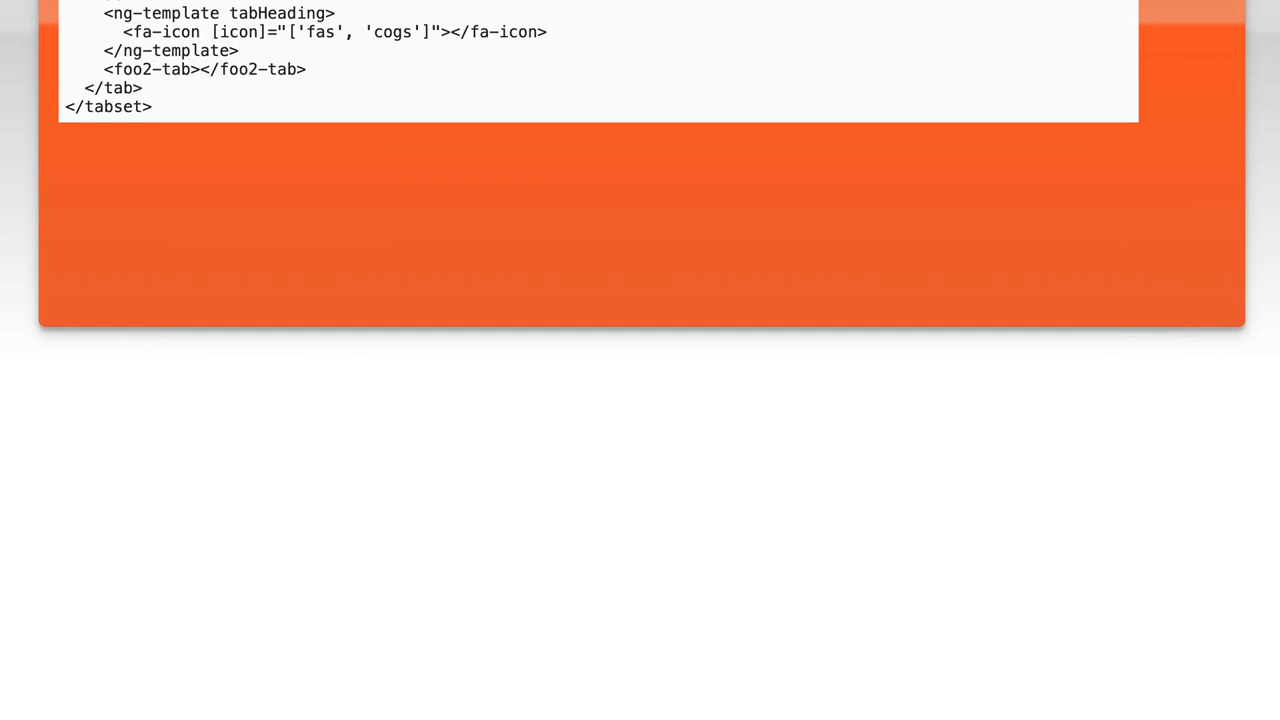 <ng-template tabHeading>
<fa-icon [icon]="['fas', 'cogs']"></fa-icon>
</ng-template>
<foo2-tab></foo2-tab>
</tab>
</tabset>